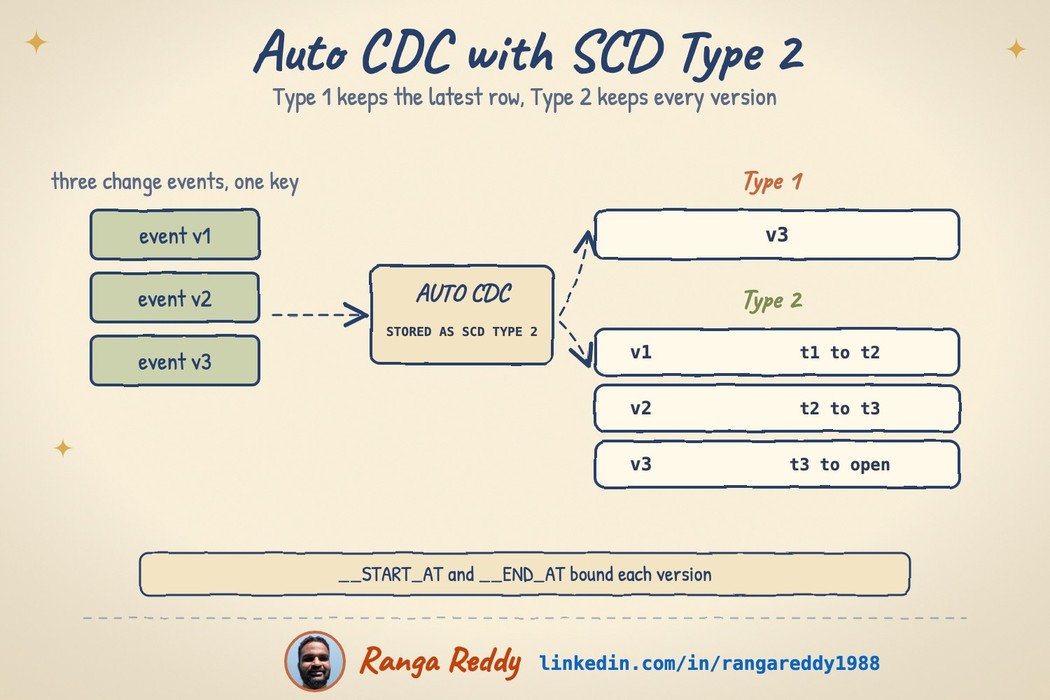 Auto CDC with SCD Type 2
Type 1 keeps the latest row, Type 2 keeps every version
three change events, one key
event v1
event v2
event v3
AUTO CDC
STORED AS SCD TYPE 2
Type 1
v3
Type 2
v1 t1 to t2
v2 t2 to t3
v3 t3 to open
__START_AT and __END_AT bound each version
Ranga Reddy linkedin.com/in/rangareddy1988